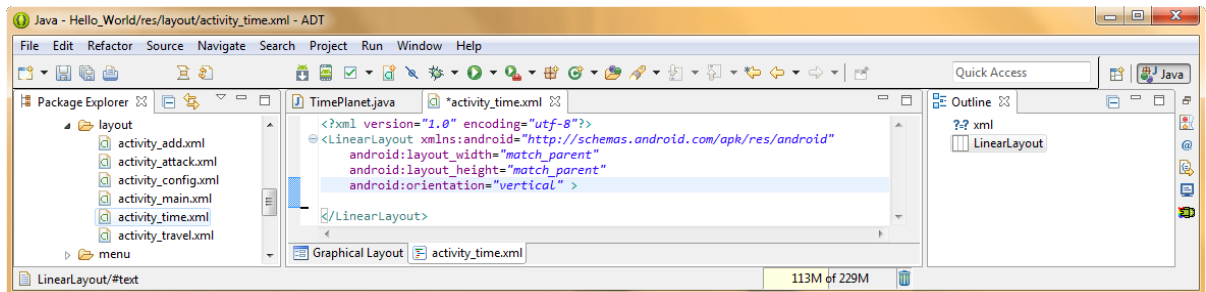 Java - Hello_World/res/layout/activity_time.xml - ADT
File Edit Refactor Source Navigate Search Project Run Window Help
Quick Access
Java
Package Explorer
TimePlanet.java
*activity_time.xml
Outline
layout
activity_add.xml
activity_attack.xml
activity_config.xml
activity_main.xml
activity_time.xml
activity_travel.xml
menu
<?xml version="1.0" encoding="utf-8"?>
<LinearLayout xmlns:android="http://schemas.android.com/apk/res/android"
android:layout_width="match_parent"
android:layout_height="match_parent"
android:orientation="vertical" >
</LinearLayout>
Graphical Layout
activity_time.xml
xml
LinearLayout
LinearLayout/#text
113M of 229M